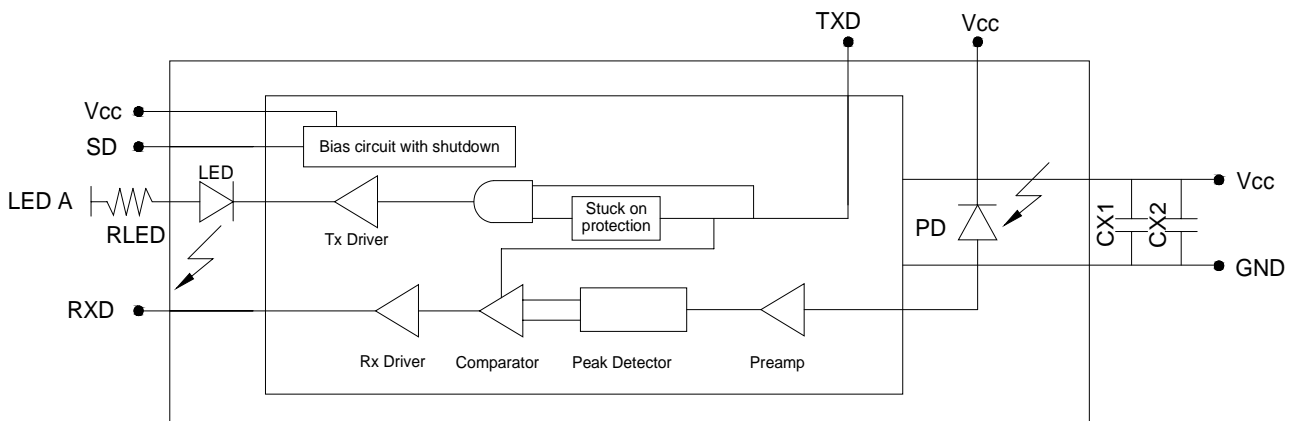 TXD
Vcc
Vcc
SD
Bias circuit with shutdown
LED
LED A
RLED
Tx Driver
Stuck on
protection
PD
CX1
CX2
Vcc
GND
RXD
Rx Driver
Comparator
Peak Detector
Preamp